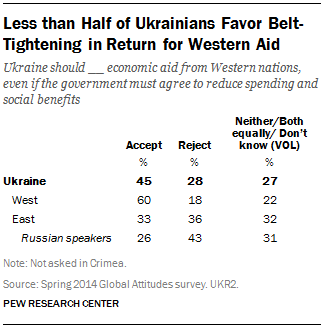 Less than Half of Ukrainians Favor Belt-
Tightening in Return for Western Aid
Ukraine should __ economic aid from Western nations,
even if the government must agree to reduce spending and
social benefits
Neither/Both
equally/ Don't
Accept Reject know (VOL)
% % %
Ukraine 45 28 27
West 60 18 22
East 33 36 32
Russian speakers 26 43 31
Note: Not asked in Crimea.
Source: Spring 2014 Global Attitudes survey. UKR2.
PEW RESEARCH CENTER